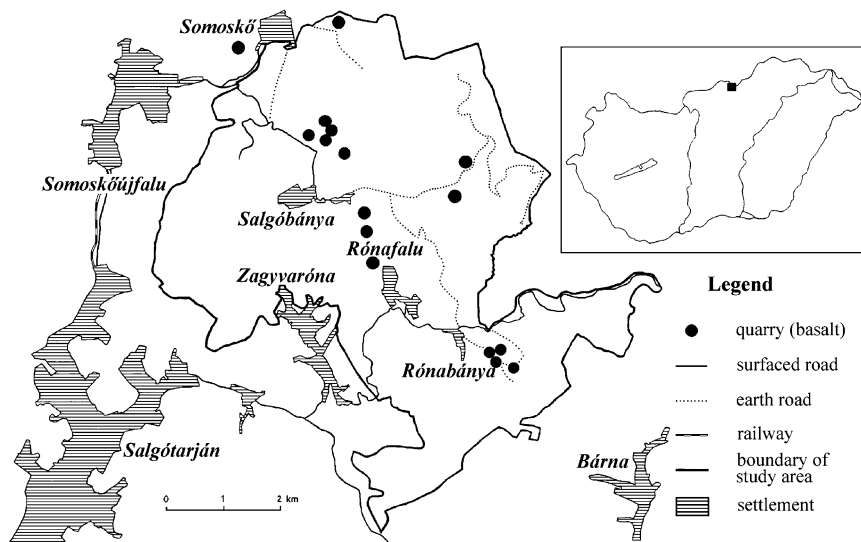 Somoskő
Somoskőújfalu
Salgóbánya
Rónafalu
Zagyvaróna
Rónabánya
Salgótarján
Bárna
0 1 2 km
Legend
quarry (basalt)
surfaced road
earth road
railway
boundary of
study area
settlement